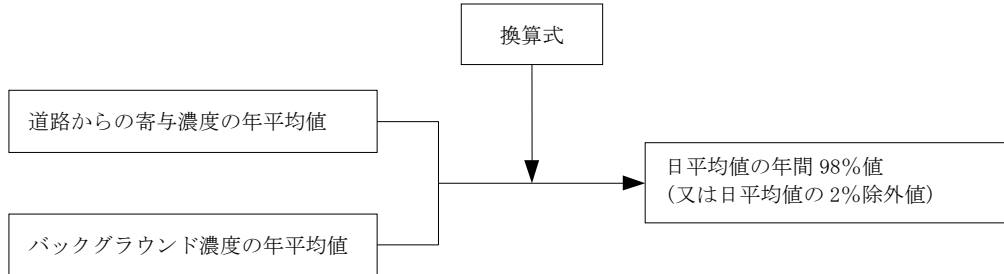 換算式
道路からの寄与濃度の年平均値
日平均値の年間 98%値
(又は日平均値の 2%除外値)
バックグラウンド濃度の年平均値